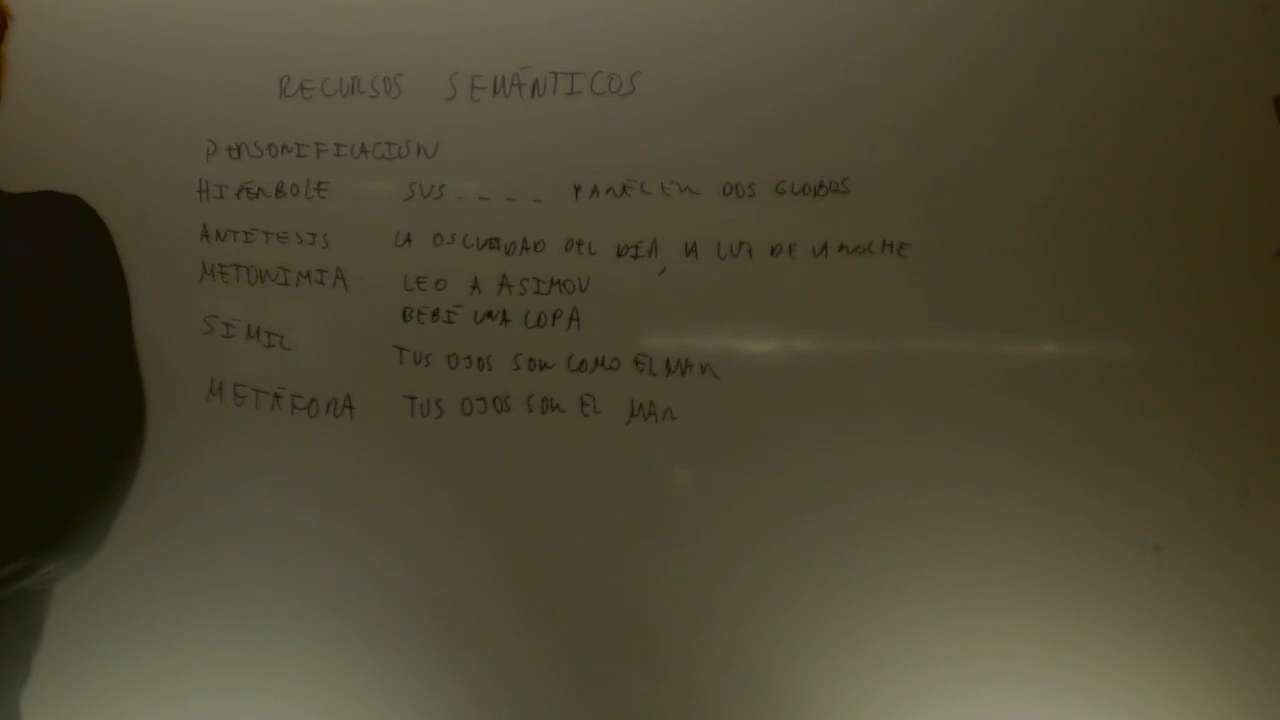 RECURSOS SEMÁNTICOS
PERSONIFICACIÓN
HIPÉRBOLE SUS . _ _ _ PARECEN DOS GLOBOS
ANTÍTESIS LA OSCURIDAD DEL DÍA, LA LUZ DE LA NOCHE
METONIMIA LEO A ASIMOV
BEBÍ UNA COPA
SÍMIL TUS OJOS SON COMO EL MAR
METÁFORA TUS OJOS SON EL MAR